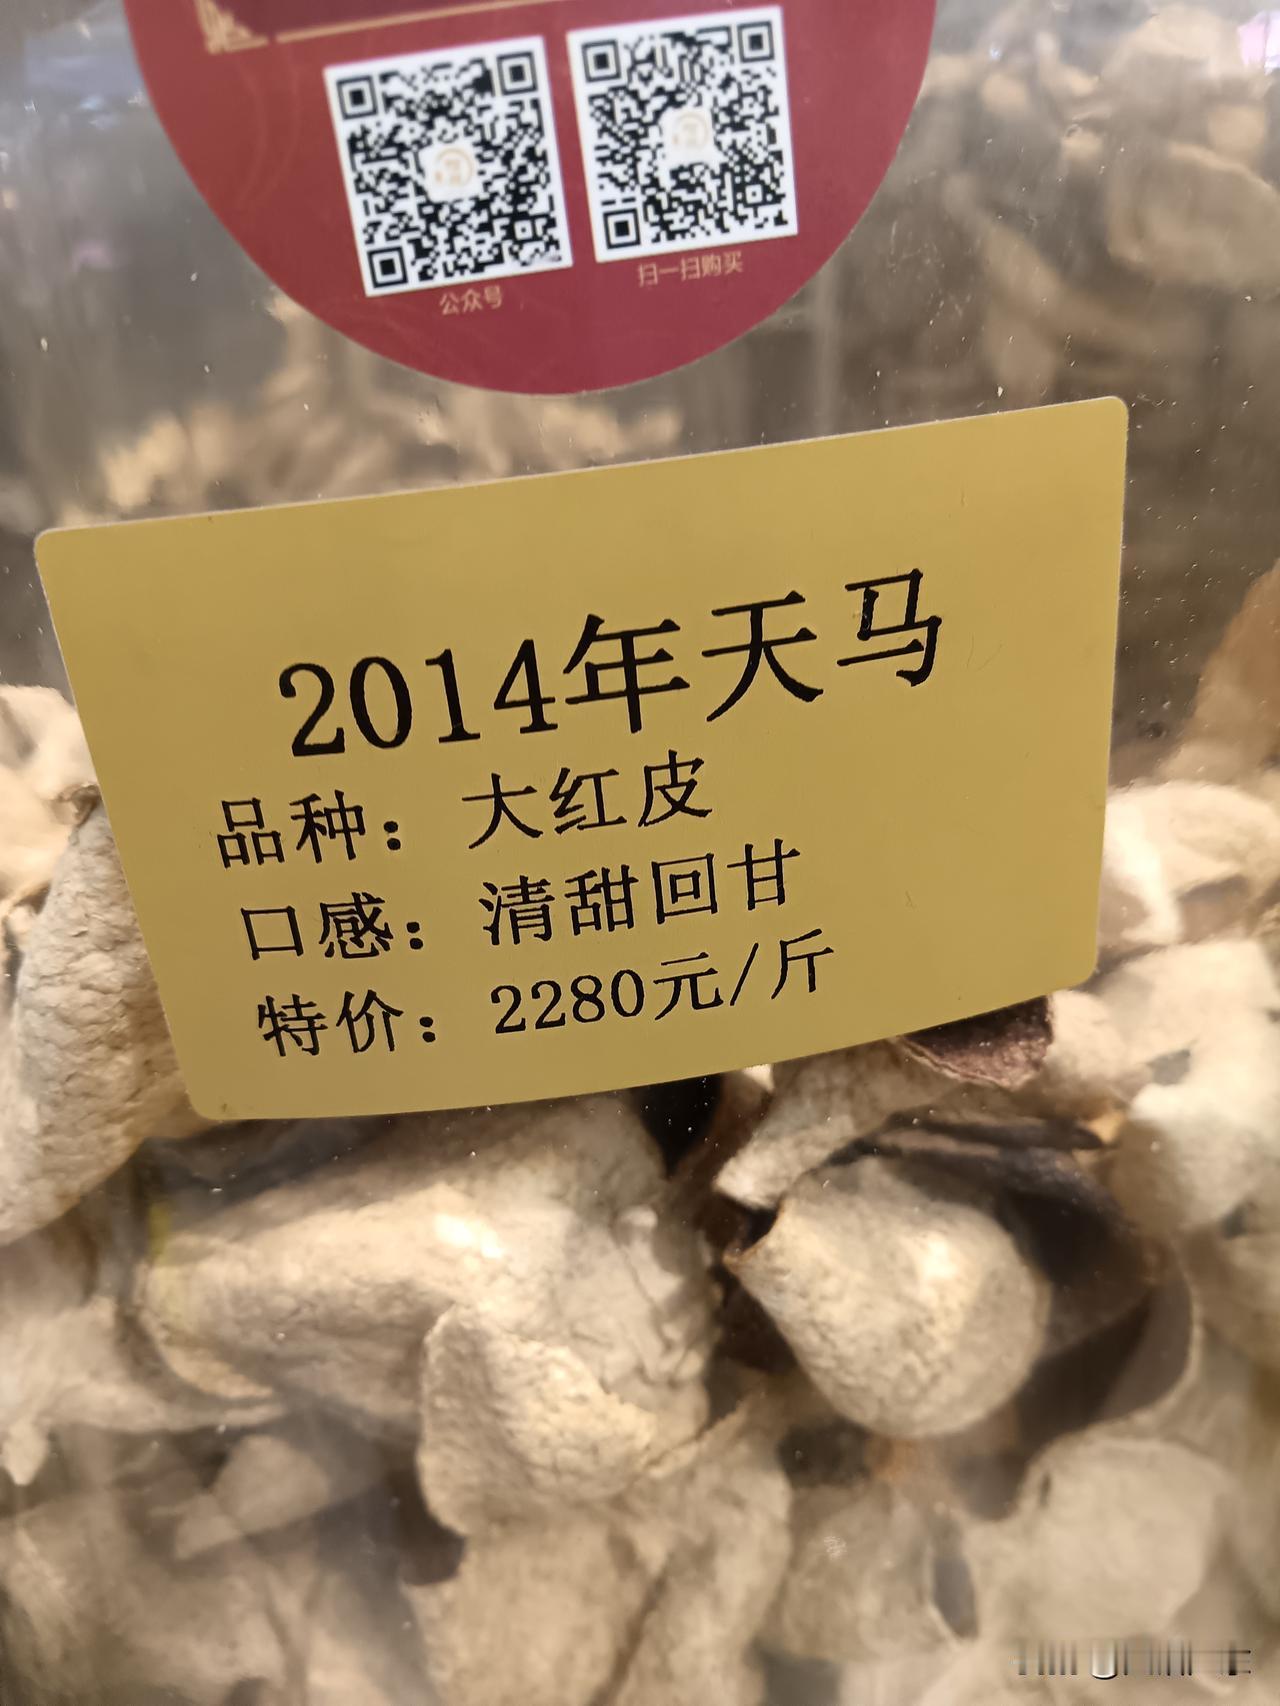 公众号
扫一扫购买
2014年天马
品种：大红皮
口感：清甜回甘
特价：2280元/斤